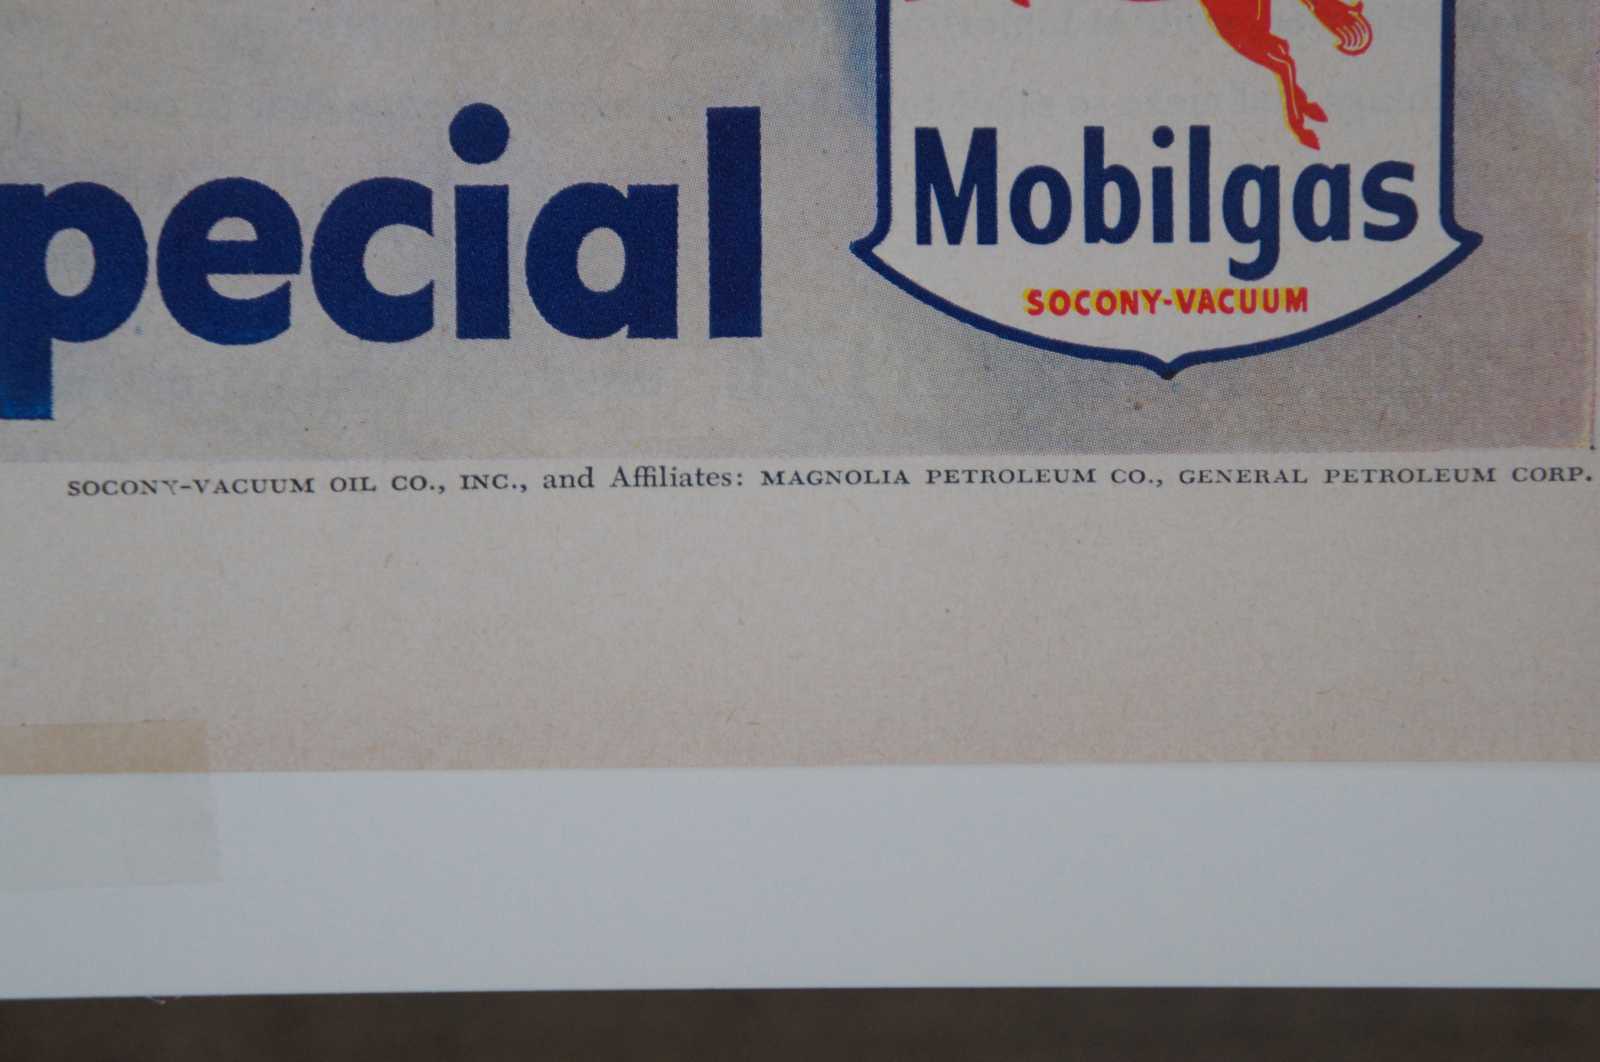 pecial
Mobilgas
SOCONY-VACUUM
SOCONY-VACUUM OIL CO., INC., and Affiliates: MAGNOLIA PETROLEUM CO., GENERAL PETROLEUM CORP.